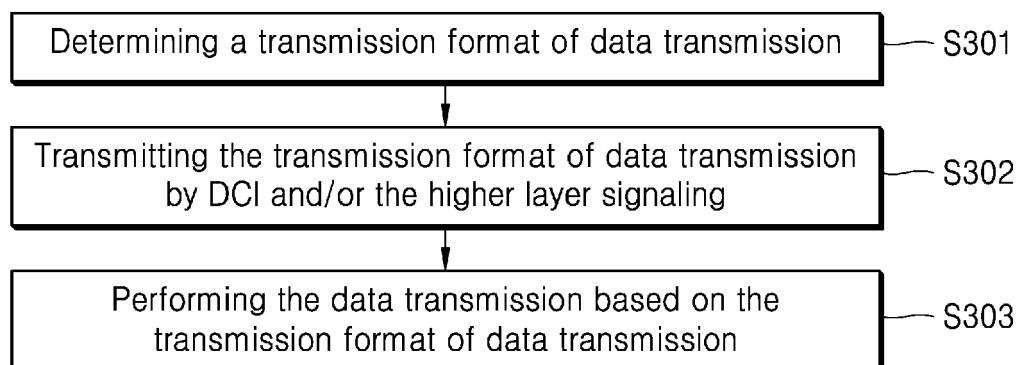 Determining a transmission format of data transmission
S301
Transmitting the transmission format of data transmission
by DCI and/or the higher layer signaling
S302
Performing the data transmission based on the
transmission format of data transmission
S303